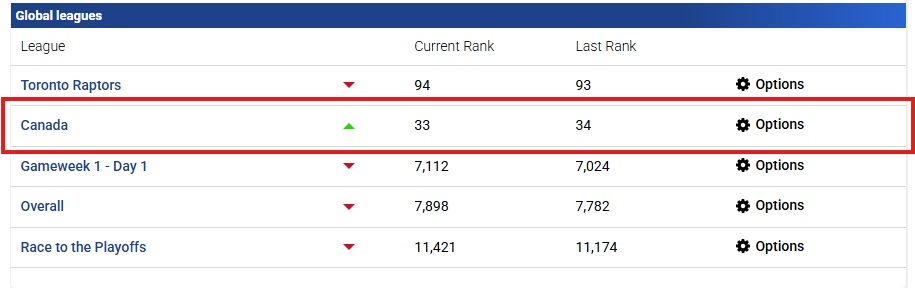 Global leagues
League Current Rank Last Rank
Toronto Raptors 94 93 Options
Canada 33 34 Options
Gameweek 1 - Day 1 7,112 7,024 Options
Overall 7,898 7,782 Options
Race to the Playoffs 11,421 11,174 Options